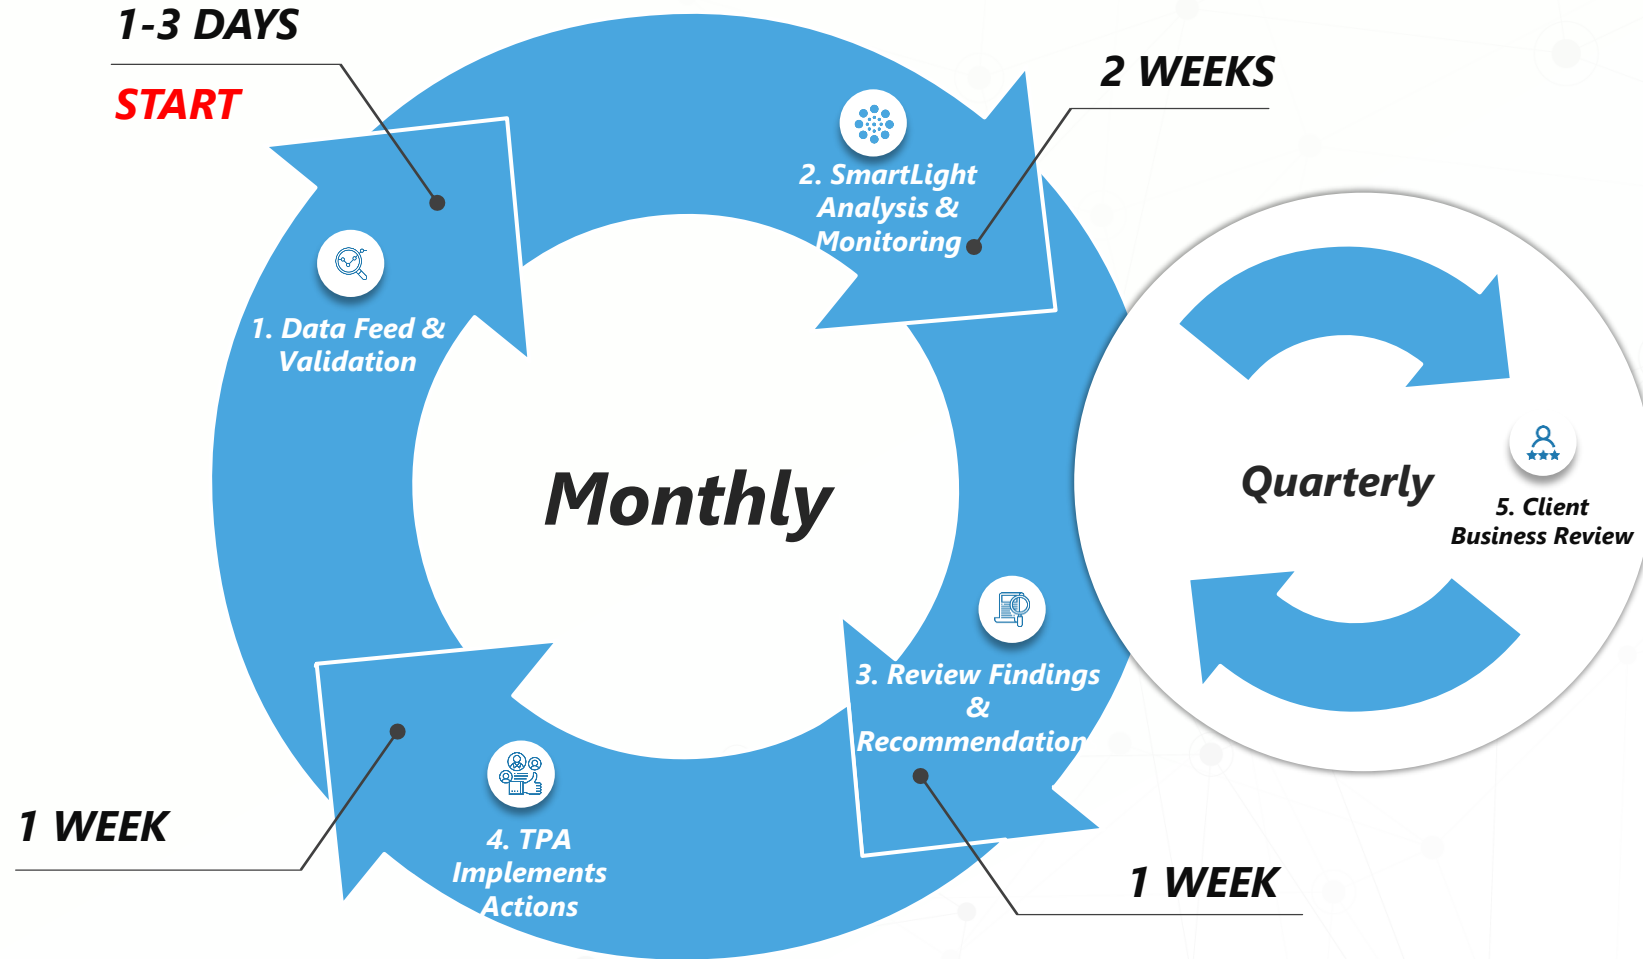 1-3 DAYS
START
1. Data Feed &
Validation
2 WEEKS
2. SmartLight
Analysis &
Monitoring
Monthly
3. Review Findings
&
Recommendation
1 WEEK
4. TPA
Implements
Actions
1 WEEK
Quarterly
5. Client
Business Review